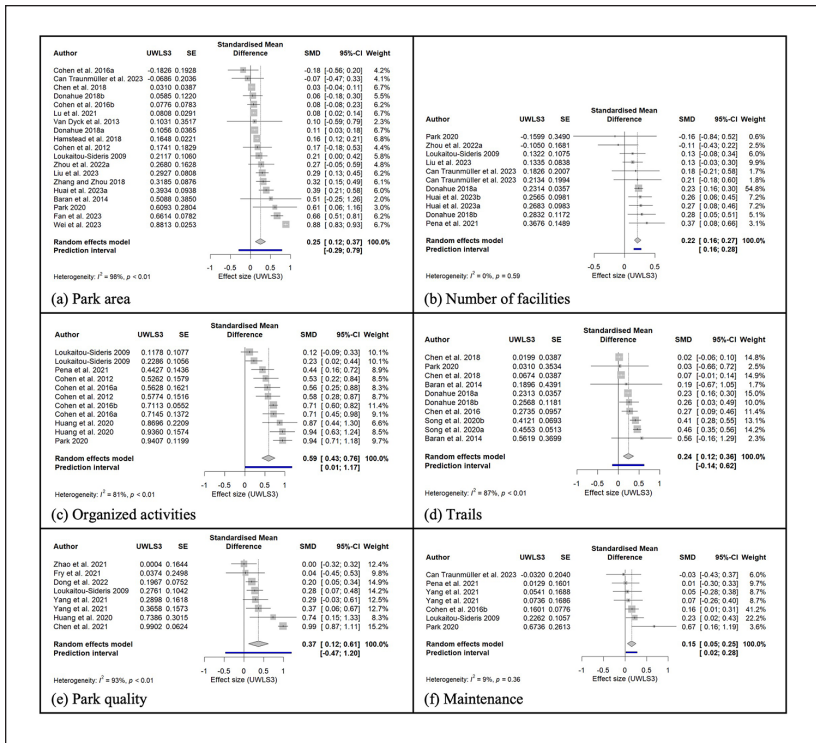 Standardised Mean
Author UWLS3 SE Difference SMD 95%-CI Weight
Cohen et al. 2016a -0.1826 0.1928 -0.18 [-0.56; 0.20] 4.2%
Can Traunmüller et al. 2023 -0.0686 0.2036 -0.07 [-0.47; 0.33] 4.0%
Chen et al. 2018 0.0310 0.0387 0.03 [-0.04; 0.11] 6.0%
Donahue 2018b 0.0585 0.1220 0.06 [-0.18; 0.30] 5.2%
Cohen et al. 2016b 0.0776 0.0783 0.08 [-0.08; 0.23] 5.7%
Lu et al. 2021 0.0808 0.0291 0.08 [0.02; 0.14] 6.1%
Van Dyck et al. 2013 0.1031 0.3517 0.10 [-0.59; 0.79] 2.4%
Donahue 2018a 0.1056 0.0365 0.11 [0.03; 0.18] 6.1%
Hamstead et al. 2018 0.1648 0.0221 0.16 [0.12; 0.21] 6.1%
Cohen et al. 2012 0.1741 0.1829 0.17 [-0.18; 0.53] 4.3%
Loukaitou-Sideris 2009 0.2117 0.1060 0.21 [0.00; 0.42] 5.4%
Zhou et al. 2022a 0.2680 0.1628 0.27 [-0.05; 0.59] 4.6%
Liu et al. 2023 0.2927 0.0808 0.29 [0.13; 0.45] 5.7%
Zhang and Zhou 2018 0.3185 0.0876 0.32 [0.15; 0.49] 5.6%
Huai et al. 2023a 0.3934 0.0938 0.39 [0.21; 0.58] 5.5%
Baran et al. 2014 0.5088 0.3850 0.51 [-0.25; 1.26] 2.2%
Park 2020 0.6093 0.2804 0.61 [0.06; 1.16] 3.1%
Fan et al. 2023 0.6614 0.0782 0.66 [0.51; 0.81] 5.7%
Wei et al. 2023 0.8813 0.0253 0.88 [0.83; 0.93] 6.1%
Random effects model 0.25 [0.12; 0.37] 100.0%
Prediction interval [-0.29; 0.79]
-1 -0.5 0 0.5 1
Heterogeneity: I² = 98%, p < 0.01 Effect size (UWLS3)
(a) Park area
Standardised Mean
Author UWLS3 SE Difference SMD 95%-CI Weight
Park 2020 -0.1599 0.3490 -0.16 [-0.84; 0.52] 0.6%
Zhou et al. 2022a -0.1050 0.1681 -0.11 [-0.43; 0.22] 2.5%
Loukaitou-Sideris 2009 0.1322 0.1075 0.13 [-0.08; 0.34] 6.0%
Liu et al. 2023 0.1335 0.0838 0.13 [-0.03; 0.30] 9.9%
Can Traunmüller et al. 2023 0.1826 0.2007 0.18 [-0.21; 0.58] 1.7%
Can Traunmüller et al. 2023 0.2134 0.1994 0.21 [-0.18; 0.60] 1.8%
Donahue 2018a 0.2314 0.0357 0.23 [0.16; 0.30] 54.8%
Huai et al. 2023b 0.2565 0.0981 0.26 [0.06; 0.45] 7.2%
Huai et al. 2023a 0.2683 0.0983 0.27 [0.08; 0.46] 7.2%
Donahue 2018b 0.2832 0.1172 0.28 [0.05; 0.51] 5.1%
Pena et al. 2021 0.3676 0.1489 0.37 [0.08; 0.66] 3.1%
Random effects model 0.22 [0.16; 0.27] 100.0%
Prediction interval [0.16; 0.28]
-0.5 0 0.5
Heterogeneity: I² = 0%, p = 0.59 Effect size (UWLS3)
(b) Number of facilities
Standardised Mean
Author UWLS3 SE Difference SMD 95%-CI Weight
Loukaitou-Sideris 2009 0.1178 0.1077 0.12 [-0.09; 0.33] 10.1%
Loukaitou-Sideris 2009 0.2286 0.1056 0.23 [0.02; 0.44] 10.1%
Pena et al. 2021 0.4427 0.1436 0.44 [0.16; 0.72] 8.9%
Cohen et al. 2012 0.5262 0.1579 0.53 [0.22; 0.84] 8.4%
Cohen et al. 2016a 0.5628 0.1621 0.56 [0.25; 0.88] 8.3%
Cohen et al. 2012 0.5774 0.1516 0.58 [0.28; 0.87] 8.6%
Cohen et al. 2016b 0.7113 0.0552 0.71 [0.60; 0.82] 11.5%
Cohen et al. 2016a 0.7145 0.1372 0.71 [0.45; 0.98] 9.1%
Huang et al. 2020 0.8696 0.2209 0.87 [0.44; 1.30] 6.5%
Huang et al. 2020 0.9360 0.1574 0.94 [0.63; 1.24] 8.4%
Park 2020 0.9407 0.1199 0.94 [0.71; 1.18] 9.7%
Random effects model 0.59 [0.43; 0.76] 100.0%
Prediction interval [0.01; 1.17]
-1 -0.5 0 0.5 1
Heterogeneity: I² = 81%, p < 0.01 Effect size (UWLS3)
(c) Organized activities
Standardised Mean
Author UWLS3 SE Difference SMD 95%-CI Weight
Chen et al. 2018 0.0199 0.0387 0.02 [-0.06; 0.10] 14.8%
Park 2020 0.0310 0.3534 0.03 [-0.66; 0.72] 2.4%
Chen et al. 2018 0.0674 0.0387 0.07 [-0.01; 0.14] 14.8%
Baran et al. 2014 0.1896 0.4391 0.19 [-0.67; 1.05] 1.7%
Donahue 2018a 0.2313 0.0357 0.23 [0.16; 0.30] 14.9%
Donahue 2018b 0.2568 0.1181 0.26 [0.03; 0.49] 9.6%
Chen et al. 2016 0.2735 0.0957 0.27 [0.09; 0.46] 11.0%
Song et al. 2020b 0.4121 0.0693 0.41 [0.28; 0.55] 13.0%
Song et al. 2020a 0.4553 0.0513 0.46 [0.35; 0.56] 14.2%
Baran et al. 2014 0.5619 0.3699 0.56 [-0.16; 1.29] 2.3%
Random effects model 0.24 [0.12; 0.36] 100.0%
Prediction interval [-0.14; 0.62]
-1 -0.5 0 0.5 1
Heterogeneity: I² = 87%, p < 0.01 Effect size (UWLS3)
(d) Trails
Standardised Mean
Author UWLS3 SE Difference SMD 95%-CI Weight
Zhao et al. 2021 0.0004 0.1644 0.00 [-0.32; 0.32] 12.4%
Fry et al. 2021 0.0374 0.2498 0.04 [-0.45; 0.53] 9.7%
Dong et al. 2022 0.1967 0.0752 0.20 [0.05; 0.34] 14.7%
Loukaitou-Sideris 2009 0.2761 0.1042 0.28 [0.07; 0.48] 14.1%
Yang et al. 2021 0.2898 0.1618 0.29 [-0.03; 0.61] 12.5%
Yang et al. 2021 0.3658 0.1573 0.37 [0.06; 0.67] 12.6%
Huang et al. 2020 0.7386 0.3015 0.74 [0.15; 1.33] 9.2%
Chen et al. 2021 0.9902 0.0624 0.99 [0.87; 1.11] 15.0%
Random effects model 0.37 [0.12; 0.61] 100.0%
Prediction interval [-0.47; 1.20]
-1 -0.5 0 0.5 1
Heterogeneity: I² = 93%, p < 0.01 Effect size (UWLS3)
(e) Park quality
Standardised Mean
Author UWLS3 SE Difference SMD 95%-CI Weight
Can Traunmüller et al. 2023 -0.0320 0.2040 -0.03 [-0.43; 0.37] 6.0%
Pena et al. 2021 0.0129 0.1601 0.01 [-0.30; 0.33] 9.7%
Yang et al. 2021 0.0541 0.1688 0.05 [-0.28; 0.38] 8.7%
Yang et al. 2021 0.0736 0.1686 0.07 [-0.26; 0.40] 8.7%
Cohen et al. 2016b 0.1601 0.0776 0.16 [0.01; 0.31] 41.2%
Loukaitou-Sideris 2009 0.2262 0.1057 0.23 [0.02; 0.43] 22.2%
Park 2020 0.6736 0.2613 0.67 [0.16; 1.19] 3.6%
Random effects model 0.15 [0.05; 0.25] 100.0%
Prediction interval [0.02; 0.28]
-1 -0.5 0 0.5 1
Heterogeneity: I² = 9%, p = 0.36 Effect size (UWLS3)
(f) Maintenance